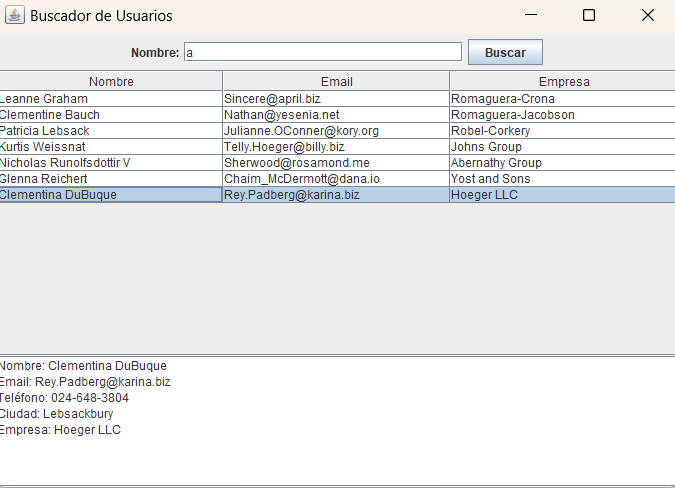 Buscador de Usuarios
Nombre: a Buscar
Nombre Email Empresa
Leanne Graham Sincere@april.biz Romaguera-Crona
Clementine Bauch Nathan@yesenia.net Romaguera-Jacobson
Patricia Lebsack Julianne.OConner@kory.org Robel-Corkery
Kurtis Weissnat Telly.Hoeger@billy.biz Johns Group
Nicholas Runolfsdottir V Sherwood@rosamond.me Abernathy Group
Glenna Reichert Chaim_McDermott@dana.io Yost and Sons
Clementina DuBuque Rey.Padberg@karina.biz Hoeger LLC
Nombre: Clementina DuBuque
Email: Rey.Padberg@karina.biz
Teléfono: 024-648-3804
Ciudad: Lebsackbury
Empresa: Hoeger LLC